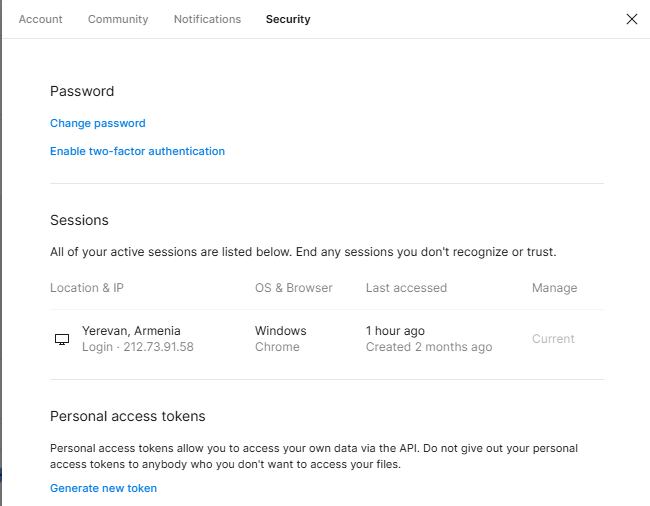 Account Community Notifications Security
Password
Change password
Enable two-factor authentication
Sessions
All of your active sessions are listed below. End any sessions you don't recognize or trust.
Location & IP OS & Browser Last accessed Manage
Yerevan, Armenia Windows 1 hour ago
Login · 212.73.91.58 Chrome Created 2 months ago Current
Personal access tokens
Personal access tokens allow you to access your own data via the API. Do not give out your personal
access tokens to anybody who you don't want to access your files.
Generate new token